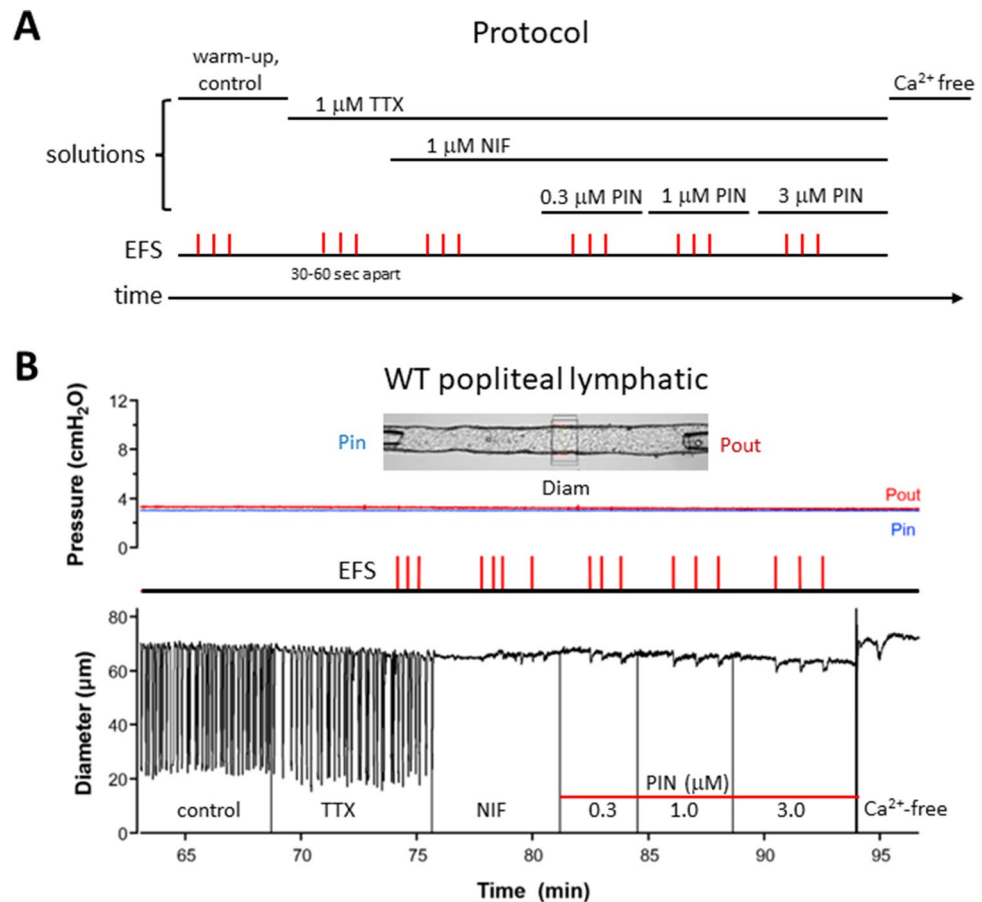 A
Protocol
warm-up,
control
Ca²⁺ free
1 µM TTX
solutions
1 µM NIF
0.3 µM PIN 1 µM PIN 3 µM PIN
EFS
30-60 sec apart
time
B
WT popliteal lymphatic
Pressure (cmH₂O)
12
8
4
0
Pin
Pout
Diam
Pout
Pin
EFS
Diameter (µm)
80
60
40
20
0
PIN (µM)
control TTX NIF 0.3 1.0 3.0 Ca²⁺-free
65 70 75 80 85 90 95
Time (min)